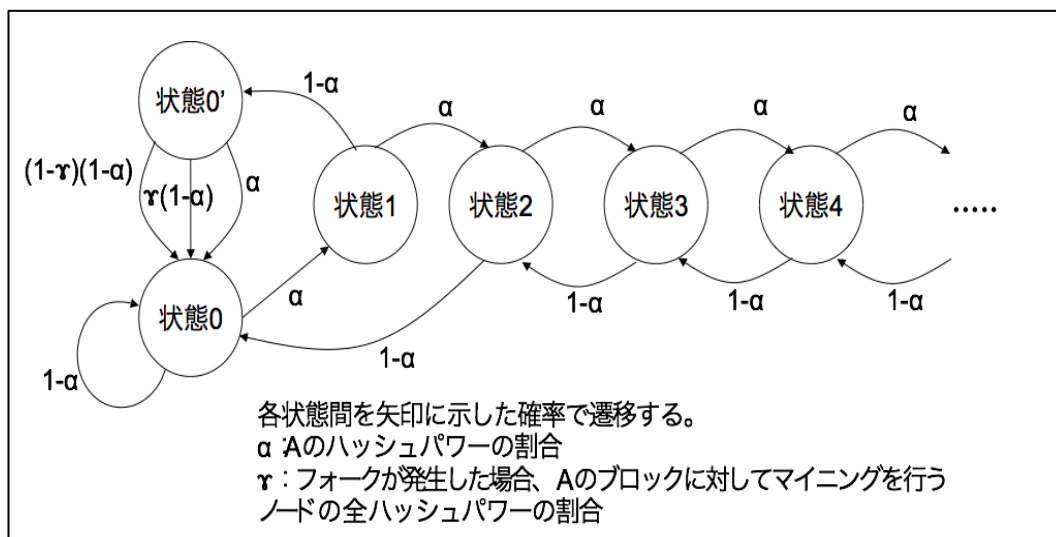 状態0'
1-α
α
α
α
α
(1-ɤ)(1-α)
ɤ(1-α)
α
状態1
状態2
状態3
状態4
.....
状態0
α
1-α
1-α
1-α
1-α
1-α
各状態間を矢印に示した確率で遷移する。
α:Aのハッシュパワーの割合
ɤ:フォークが発生した場合、Aのブロックに対してマイニングを行う
ノードの全ハッシュパワーの割合